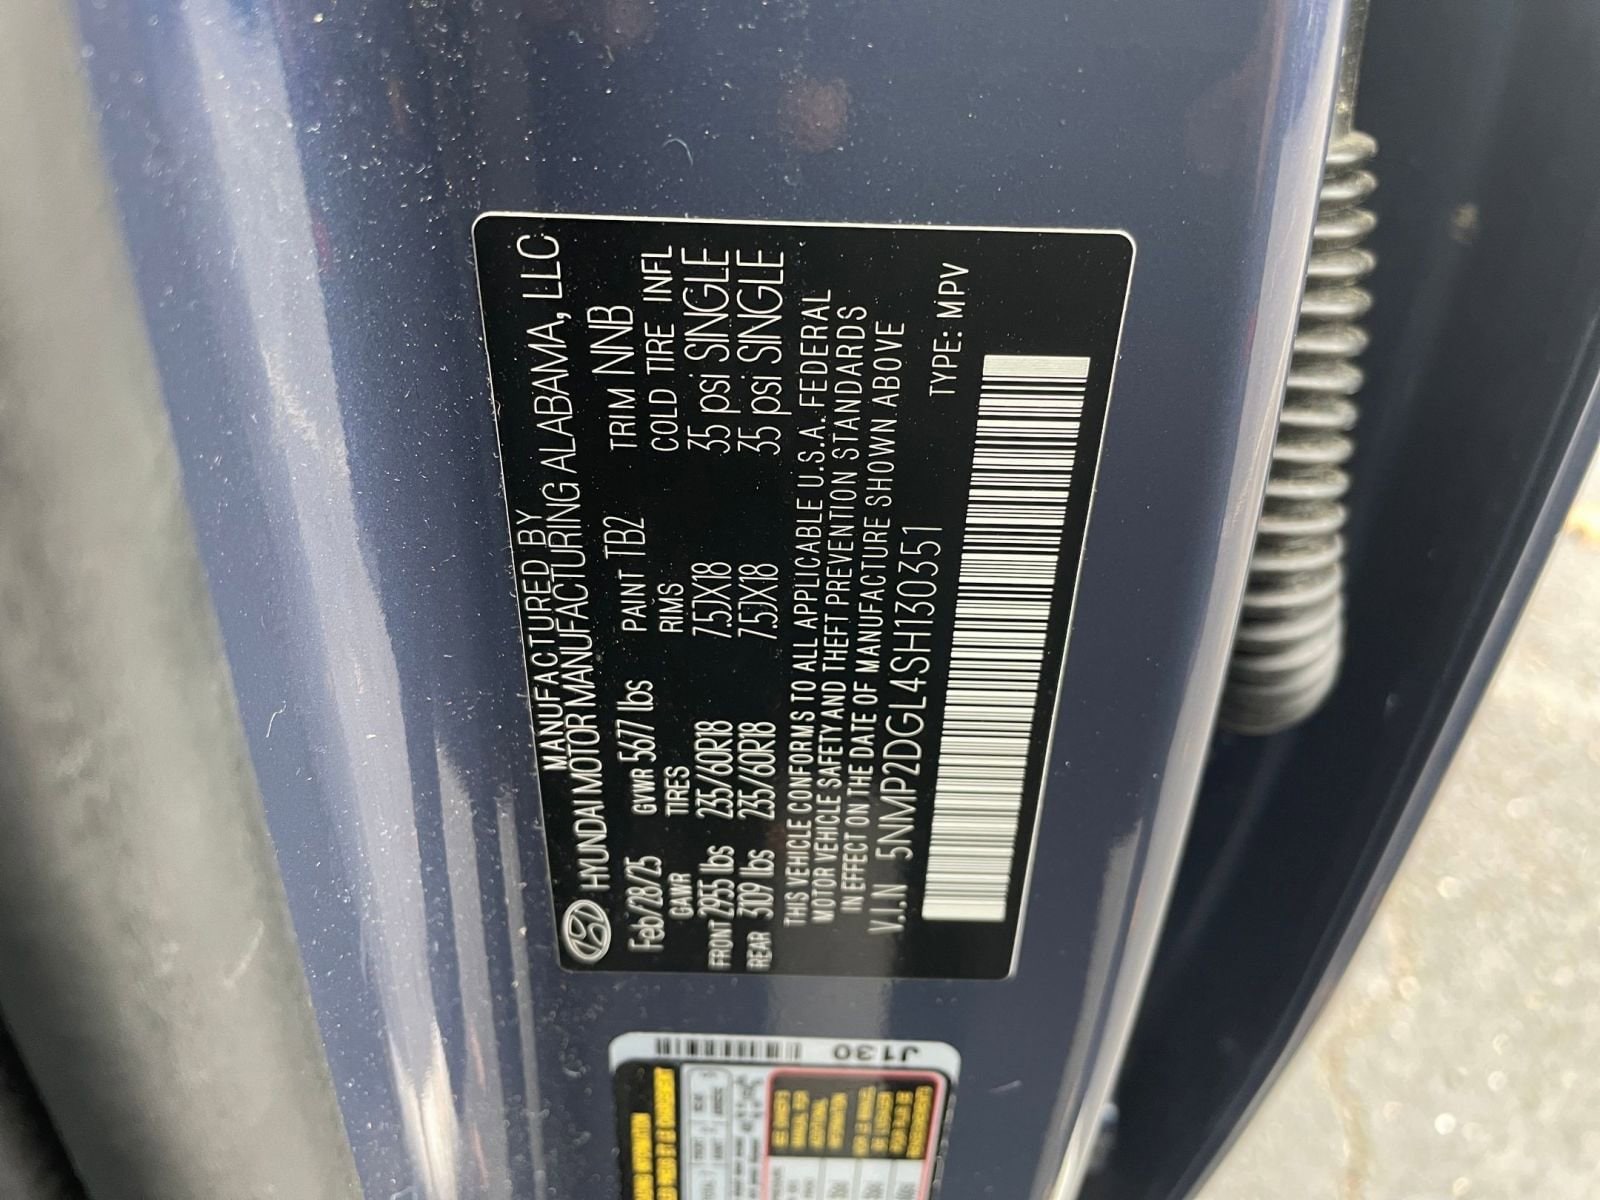 MANUFACTURED BY
HYUNDAI MOTOR MANUFACTURING ALABAMA, LLC
Feb/28/25 GVWR 5677 lbs PAINT TB2 TRIM NNB
GAWR TIRES RIMS COLD TIRE INFL
FRONT 2955 lbs 235/60R18 7.5JX18 35 psi SINGLE
REAR 3109 lbs 235/60R18 7.5JX18 35 psi SINGLE
THIS VEHICLE COMFORMS TO ALL APPLICABLE U.S.A. FEDERAL
MOTOR VEHICLE SAFETY AND THEFT PREVENTION STANDARDS
IN EFFECT ON THE DATE OF MANUFACTURE SHOWN ABOVE
V.I.N 5NMP2DGL4SH130351 TYPE: MPV
J130